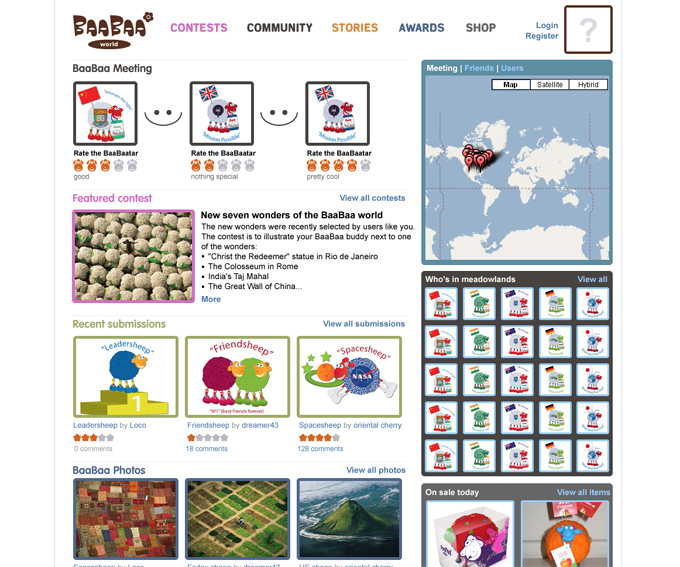 BAABAA
world
CONTESTS COMMUNITY STORIES AWARDS SHOP
Login
Register
?
BaaBaa Meeting
"Mission Possible" "Mission Possible"
Rate the BaaBaatar Rate the BaaBaatar Rate the BaaBaatar
good nothing special pretty cool
Featured contest View all contests
New seven wonders of the BaaBaa world
The new wonders were recently selected by users like you.
The contest is to illustrate your BaaBaa buddy next to one
of the wonders:
• "Christ the Redeemer" statue in Rio de Janeiro
• The Colosseum in Rome
• India's Taj Mahal
• The Great Wall of China...
More
Recent submissions View all submissions
"Leadersheep" "Friendsheep" "Spacesheep"
1
"BFF" (Best friends forever)
NASA
Leadersheep by Loco Friendsheep by dreamer43 Spacesheep by oriental cherry
0 comments 18 comments 128 comments
BaaBaa Photos View all photos
Meeting | Friends | Users
Map Satellite Hybrid
Who's in meadowlands View all
On sale today View all items